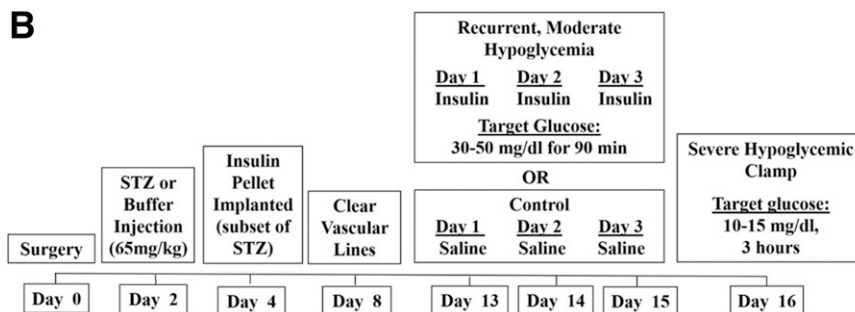 B
Surgery
STZ or
Buffer
Injection
(65mg/kg)
Insulin
Pellet
Implanted
(subset of
STZ)
Clear
Vascular
Lines
Recurrent, Moderate
Hypoglycemia
Day 1 Day 2 Day 3
Insulin Insulin Insulin
Target Glucose:
30-50 mg/dl for 90 min
OR
Control
Day 1 Day 2 Day 3
Saline Saline Saline
Severe Hypoglycemic
Clamp
Target glucose:
10-15 mg/dl,
3 hours
Day 0 Day 2 Day 4 Day 8 Day 13 Day 14 Day 15 Day 16